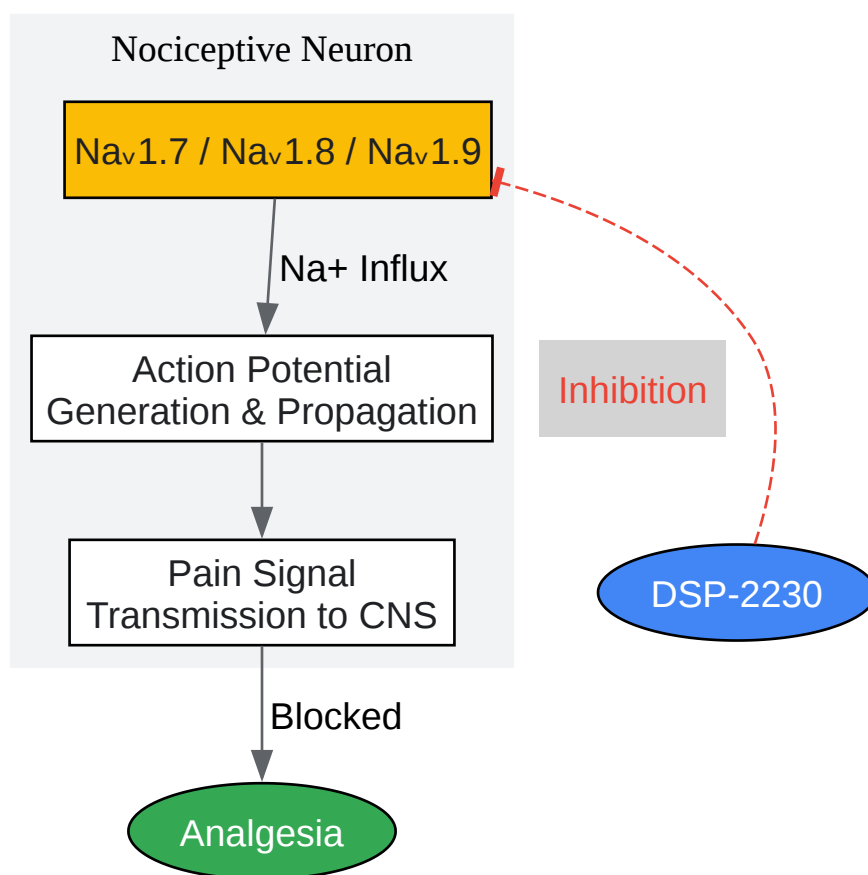 Nociceptive Neuron
Naᵥ1.7 / Naᵥ1.8 / Naᵥ1.9
Na+ Influx
Action Potential
Generation & Propagation
Inhibition
Pain Signal
Transmission to CNS
DSP-2230
Blocked
Analgesia